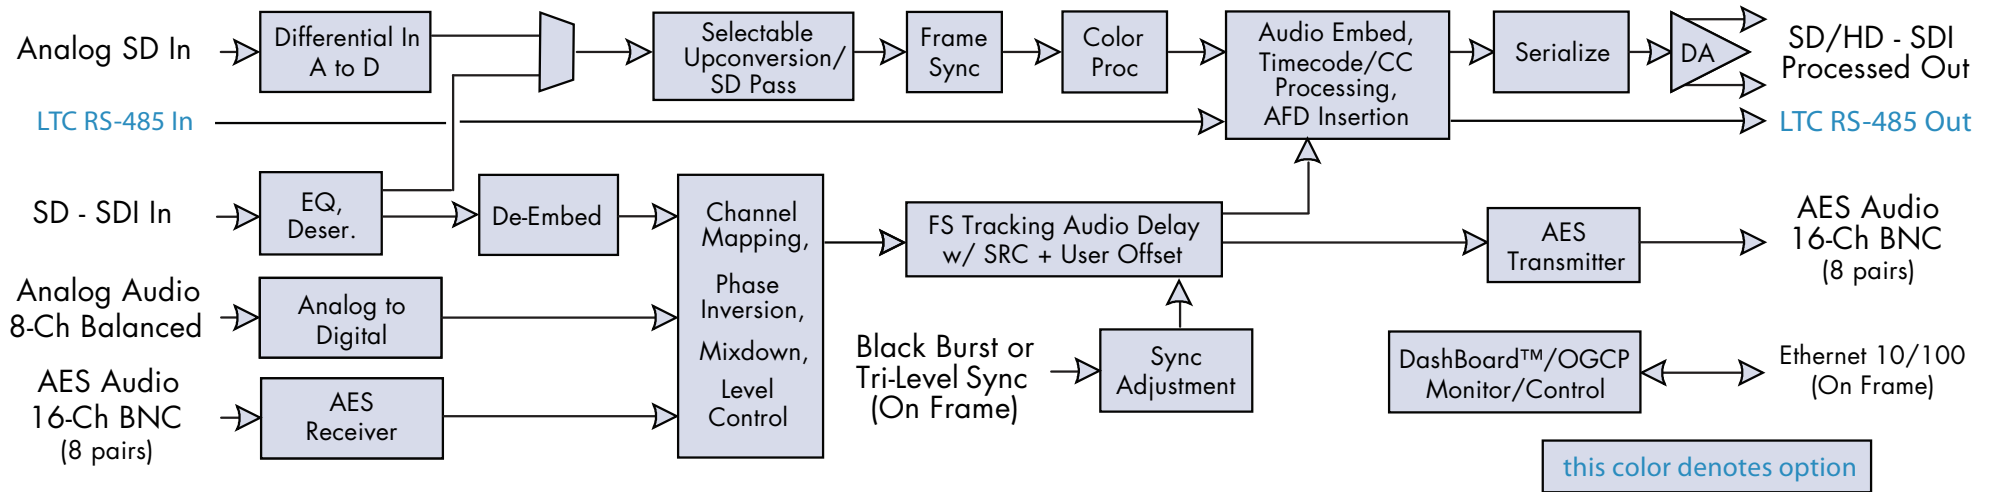 Analog SD In
Differential In
A to D
Selectable
Upconversion/
SD Pass
Frame
Sync
Color
Proc
Audio Embed,
Timecode/CC
Processing,
AFD Insertion
Serialize
DA
SD/HD - SDI
Processed Out
LTC RS-485 In
LTC RS-485 Out
SD - SDI In
EQ,
Deser.
De-Embed
Channel
Mapping,
Phase
Inversion,
Mixdown,
Level
Control
FS Tracking Audio Delay
w/ SRC + User Offset
AES
Transmitter
AES Audio
16-Ch BNC
(8 pairs)
Analog Audio
8-Ch Balanced
Analog to
Digital
Black Burst or
Tri-Level Sync
(On Frame)
Sync
Adjustment
DashBoard™/OGCP
Monitor/Control
Ethernet 10/100
(On Frame)
AES Audio
16-Ch BNC
(8 pairs)
AES
Receiver
this color denotes option